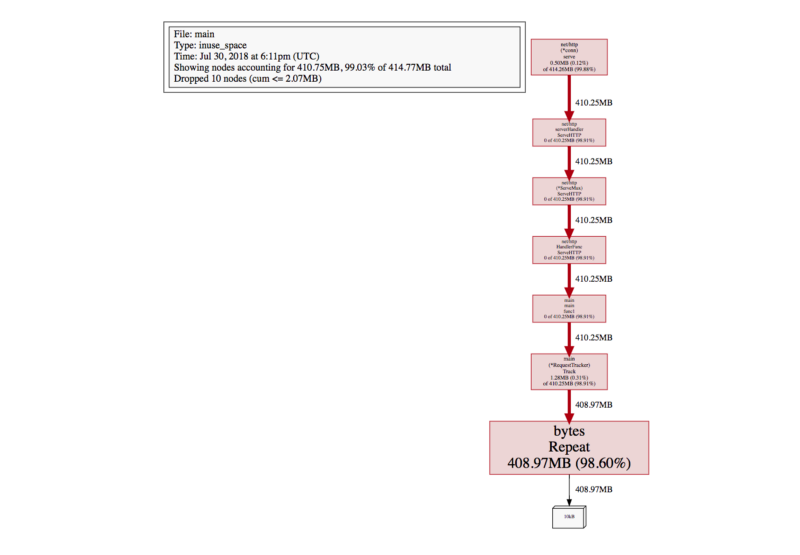 File: main
Type: inuse_space
Time: Jul 30, 2018 at 6:11pm (UTC)
Showing nodes accounting for 410.75MB, 99.03% of 414.77MB total
Dropped 10 nodes (cum <= 2.07MB)
net/http
(*conn)
serve
0.50MB (0.12%)
of 414.26MB (99.88%)
410.25MB
net/http
serverHandler
ServeHTTP
0 of 410.25MB (98.91%)
410.25MB
net/http
(*ServeMux)
ServeHTTP
0 of 410.25MB (98.91%)
410.25MB
net/http
HandlerFunc
ServeHTTP
0 of 410.25MB (98.91%)
410.25MB
main
main
func1
0 of 410.25MB (98.91%)
410.25MB
main
(*RequestTracker)
Track
1.28MB (0.31%)
of 410.25MB (98.91%)
408.97MB
bytes
Repeat
408.97MB (98.60%)
408.97MB
10kB